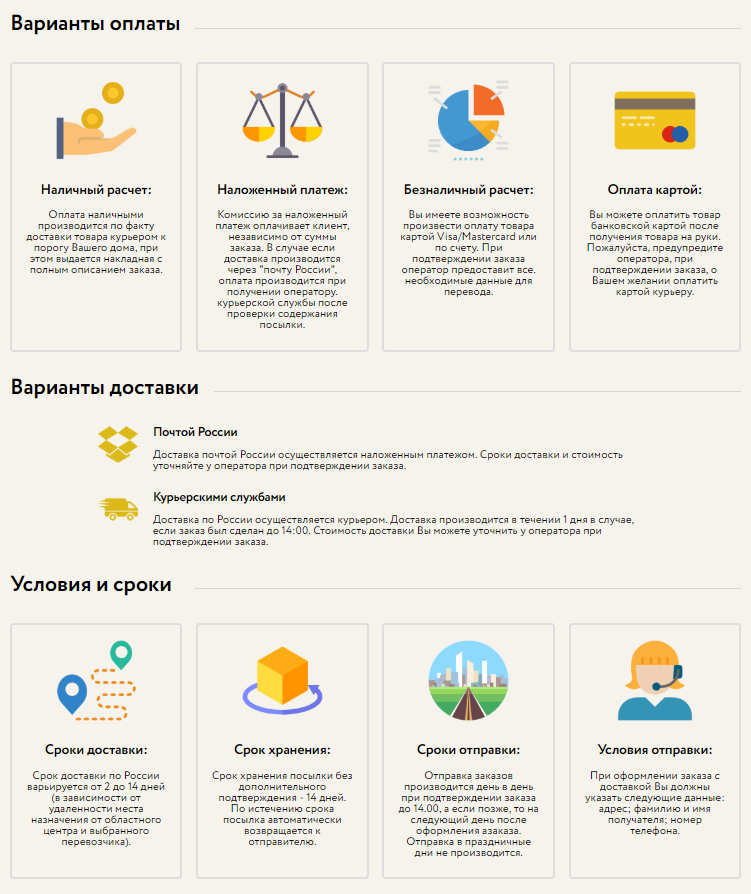 Варианты оплаты
Наличный расчет:
Оплата наличными
производится по факту
доставки товара курьером к
порогу Вашего дома, при
этом выдается накладная с
полным описанием заказа.
Наложенный платеж:
Комиссию за наложенный
платеж оплачивает клиент,
независимо от суммы
заказа. В случае если
доставка производится
через "почту России",
оплата производится при
получении оператору.
курьерской службы после
проверки содержания
посылки.
Безналичный расчет:
Вы имеете возможность
произвести оплату товара
картой Visa/Mastercard или
по счету. При
подтверждении заказа
оператор предоставит все.
необходимые данные для
перевода.
Оплата картой:
Вы можете оплатить товар
банковской картой после
получения товара на руки.
Пожалуйста, предупредите
оператора, при
подтверждении заказа, о
Вашем желании оплатить
картой курьеру.
Варианты доставки
Почтой России
Доставка почтой России осуществляется наложенным платежом. Сроки доставки и стоимость
уточняйте у оператора при подтверждении заказа.
Курьерскими службами
Доставка по России осуществляется курьером. Доставка производится в течении 1 дня в случае,
если заказ был сделан до 14:00. Стоимость доставки Вы можете уточнить у оператора при
подтверждении заказа.
Условия и сроки
Сроки доставки:
Срок доставки по России
варьируется от 2 до 14 дней
(в зависимости от
удаленности места
назначения от областного
центра и выбранного
перевозчика).
Срок хранения:
Срок хранения посылки без
дополнительного
подтверждения - 14 дней.
По истечению срока
посылка автоматически
возвращается к
отправителю.
Сроки отправки:
Отправка заказов
производится день в день
при подтверждении заказа
до 14.00, а если позже, то на
следующий день после
оформления азаказа.
Отправка в праздничные
дни не производится.
Условия отправки:
При оформлении заказа с
доставкой Вы должны
указать следующие данные:
адрес; фамилию и имя
получателя; номер
телефона.